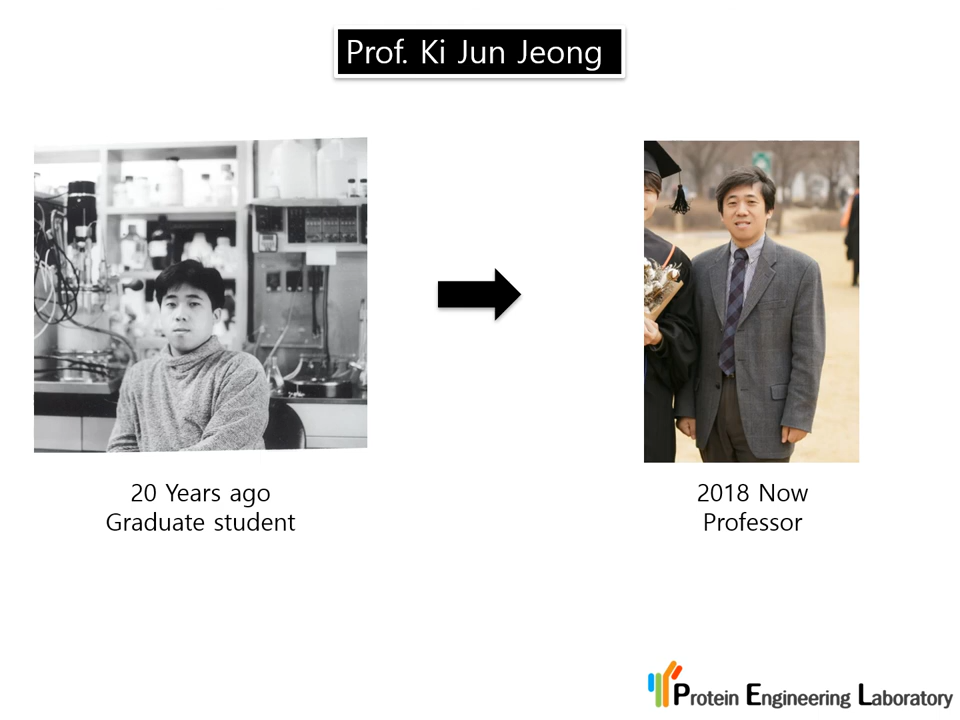 Prof. Ki Jun Jeong
20 Years ago
Graduate student
2018 Now
Professor
Protein Engineering Laboratory